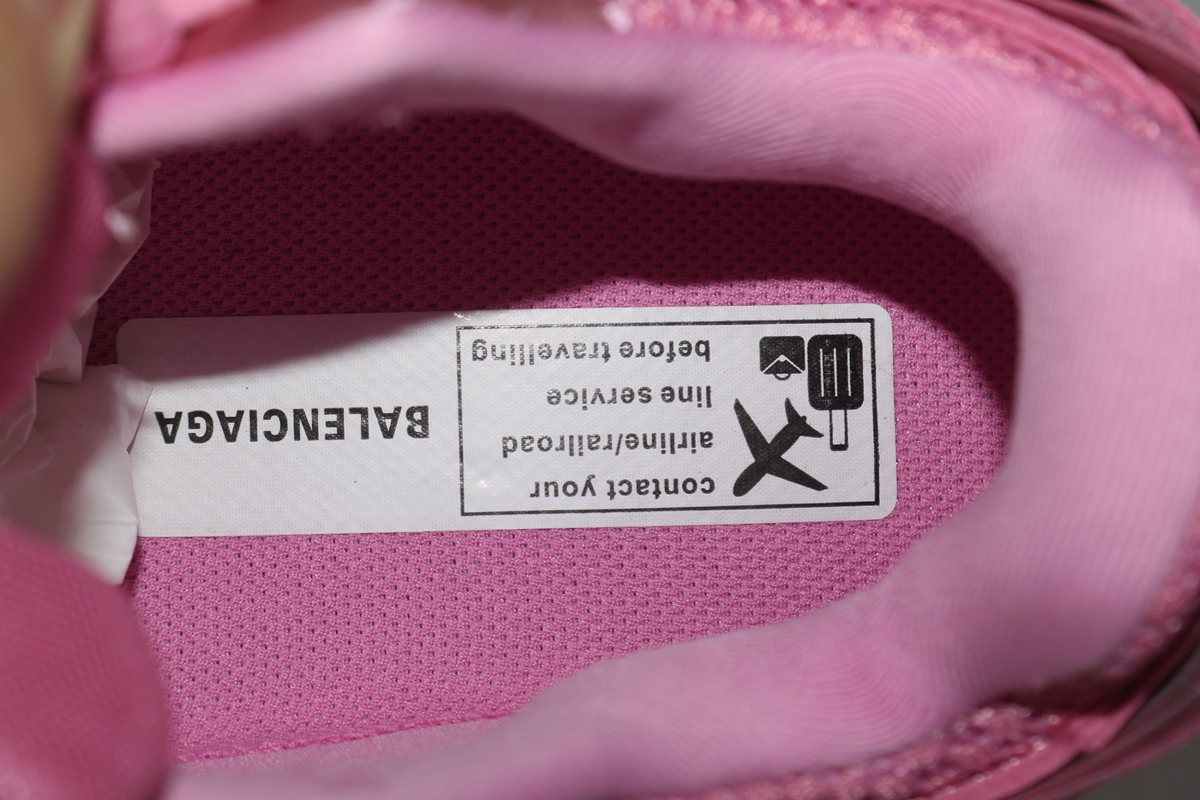 contact your
airline/railroad
line service
before travelling
BALENCIAGA